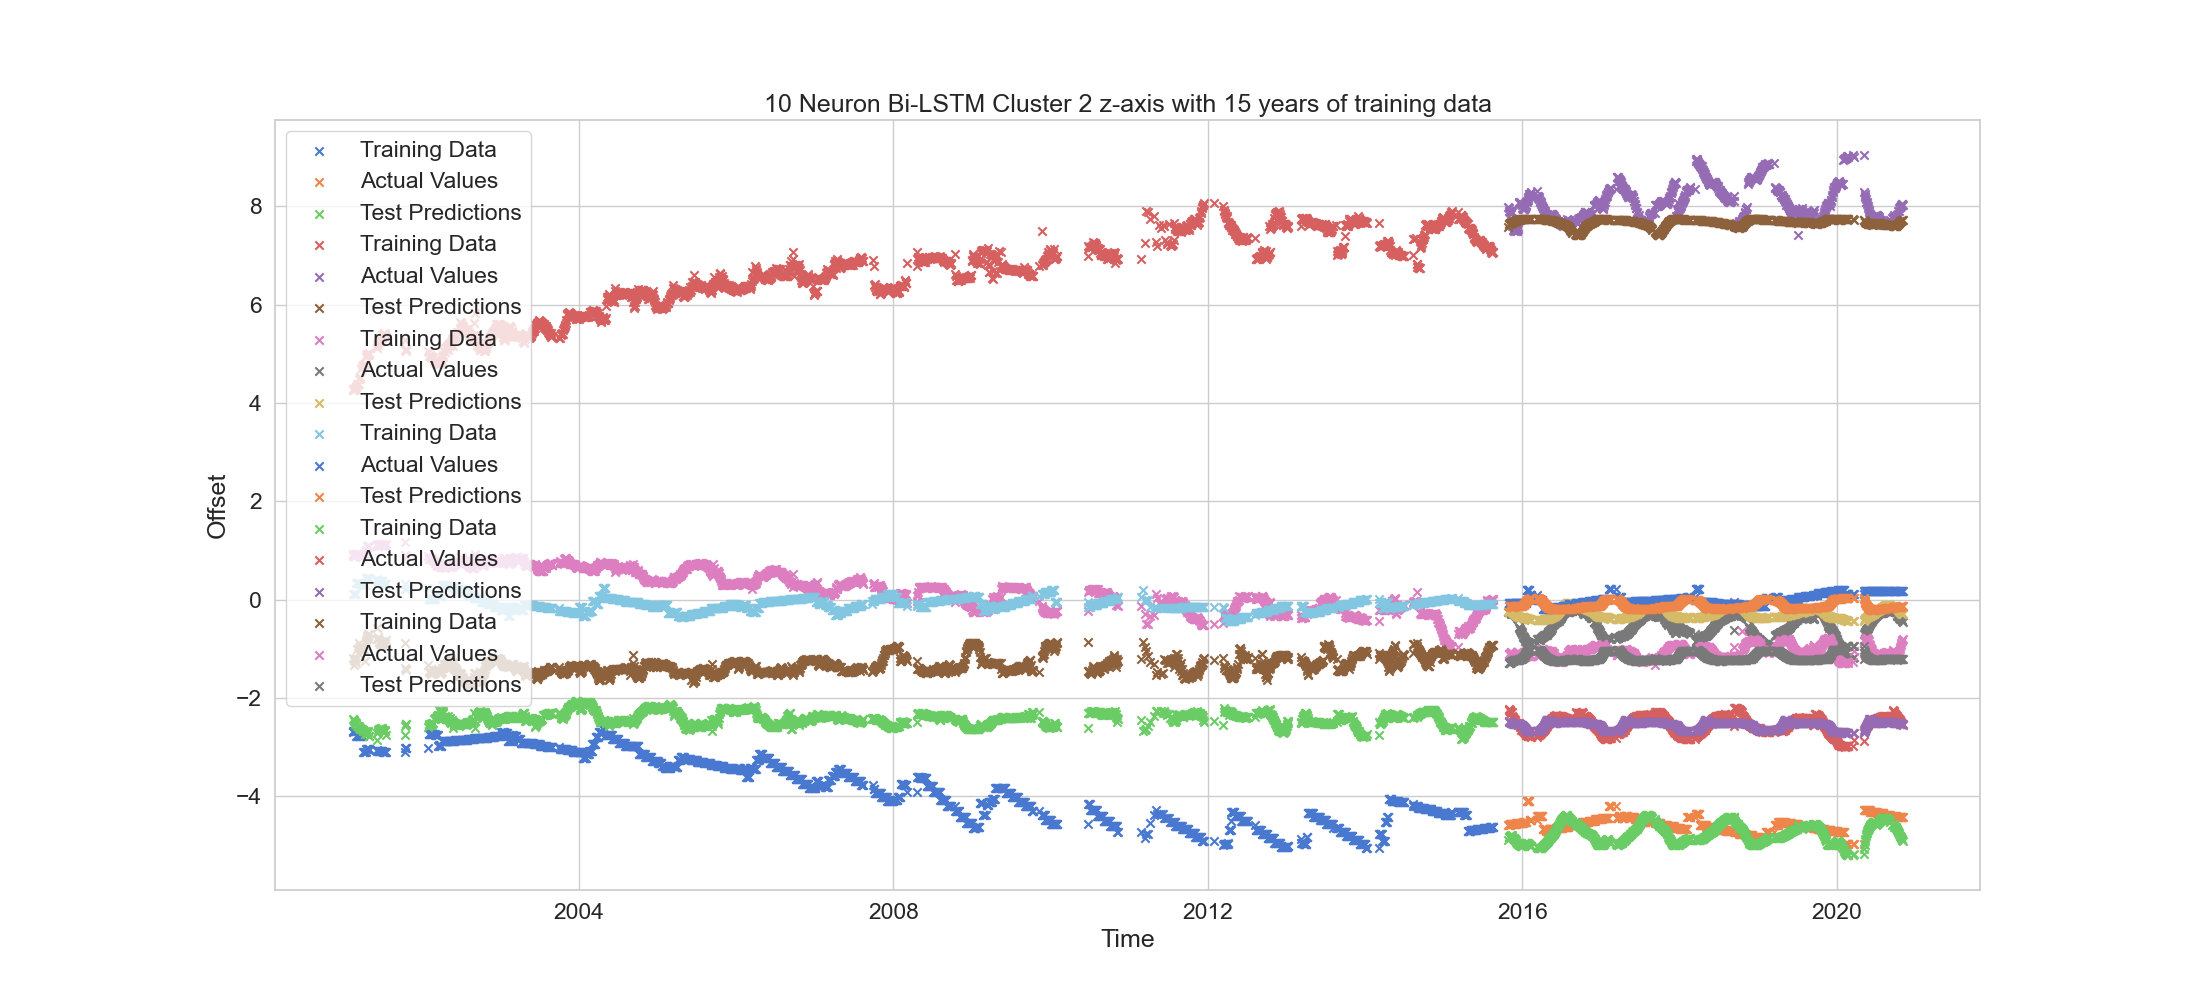 10 Neuron Bi-LSTM Cluster 2 z-axis with 15 years of training data
Training Data
Actual Values
Test Predictions
Training Data
Actual Values
Test Predictions
Training Data
Actual Values
Test Predictions
Training Data
Actual Values
Test Predictions
Training Data
Actual Values
Test Predictions
Training Data
Actual Values
Test Predictions
8
6
4
2
0
−2
−4
Offset
2004
2008
2012
2016
2020
Time